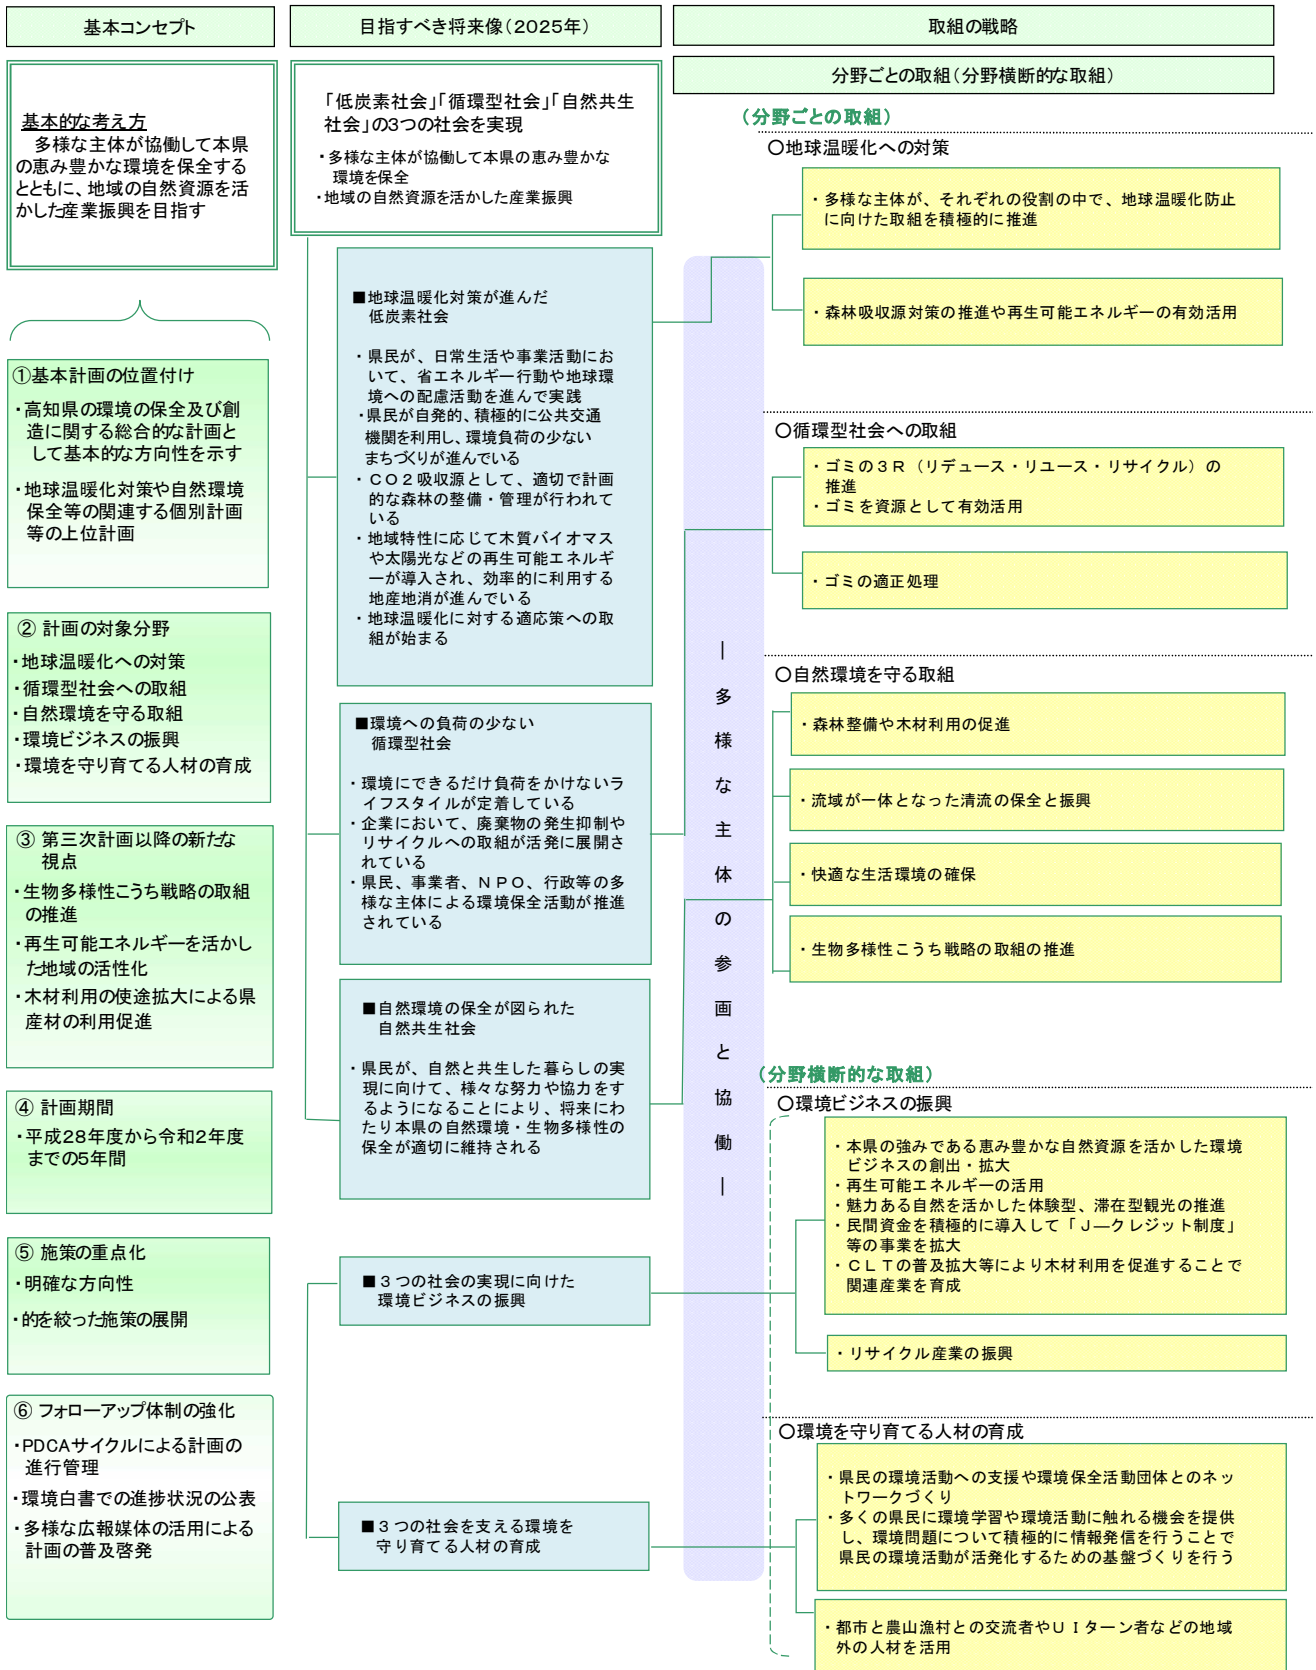 基本コンセプト
基本的な考え方
多様な主体が協働して本県
の恵み豊かな環境を保全する
とともに、地域の自然資源を活
かした産業振興を目指す
①基本計画の位置付け
・高知県の環境の保全及び創
造に関する総合的な計画と
して基本的な方向性を示す
・地球温暖化対策や自然環境
保全等の関連する個別計画
等の上位計画
② 計画の対象分野
・地球温暖化への対策
・循環型社会への取組
・自然環境を守る取組
・環境ビジネスの振興
・環境を守り育てる人材の育成
③ 第三次計画以降の新たな
視点
・生物多様性こうち戦略の取組
の推進
・再生可能エネルギーを活かし
た地域の活性化
・木材利用の使途拡大による県
産材の利用促進
④ 計画期間
・平成28年度から令和2年度
までの5年間
⑤ 施策の重点化
・明確な方向性
・的を絞った施策の展開
⑥ フォローアップ体制の強化
・PDCAサイクルによる計画の
進行管理
・環境白書での進捗状況の公表
・多様な広報媒体の活用による
計画の普及啓発
目指すべき将来像(2025年)
「低炭素社会」「循環型社会」「自然共生
社会」の3つの社会を実現
・多様な主体が協働して本県の恵み豊かな
環境を保全
・地域の自然資源を活かした産業振興
■地球温暖化対策が進んだ
低炭素社会
・県民が、日常生活や事業活動にお
いて、省エネルギー行動や地球環
境への配慮活動を進んで実践
・県民が自発的、積極的に公共交通
機関を利用し、環境負荷の少ない
まちづくりが進んでいる
・ＣＯ２吸収源として、適切で計画
的な森林の整備・管理が行われて
いる
・地域特性に応じて木質バイオマス
や太陽光などの再生可能エネルギ
ーが導入され、効率的に利用する
地産地消が進んでいる
・地球温暖化に対する適応策への取
組が始まる
■環境への負荷の少ない
循環型社会
・環境にできるだけ負荷をかけないラ
イフスタイルが定着している
・企業において、廃棄物の発生抑制や
リサイクルへの取組が活発に展開さ
れている
・県民、事業者、ＮＰＯ、行政等の多
様な主体による環境保全活動が推進
されている
■自然環境の保全が図られた
自然共生社会
・県民が、自然と共生した暮らしの実
現に向けて、様々な努力や協力をす
るようになることにより、将来にわ
たり本県の自然環境・生物多様性の
保全が適切に維持される
■３つの社会の実現に向けた
環境ビジネスの振興
■３つの社会を支える環境を
守り育てる人材の育成
―多様な主体の参画と協働―
取組の戦略
分野ごとの取組(分野横断的な取組)
(分野ごとの取組)
○地球温暖化への対策
・多様な主体が、それぞれの役割の中で、地球温暖化防止
に向けた取組を積極的に推進
・森林吸収源対策の推進や再生可能エネルギーの有効活用
○循環型社会への取組
・ゴミの３Ｒ（リデュース・リユース・リサイクル）の
推進
・ゴミを資源として有効活用
・ゴミの適正処理
○自然環境を守る取組
・森林整備や木材利用の促進
・流域が一体となった清流の保全と振興
・快適な生活環境の確保
・生物多様性こうち戦略の取組の推進
(分野横断的な取組)
○環境ビジネスの振興
・本県の強みである恵み豊かな自然資源を活かした環境
ビジネスの創出・拡大
・再生可能エネルギーの活用
・魅力ある自然を活かした体験型、滞在型観光の推進
・民間資金を積極的に導入して「Ｊ―クレジット制度」
等の事業を拡大
・ＣＬＴの普及拡大等により木材利用を促進することで
関連産業を育成
・リサイクル産業の振興
○環境を守り育てる人材の育成
・県民の環境活動への支援や環境保全活動団体とのネッ
トワークづくり
・多くの県民に環境学習や環境活動に触れる機会を提供
し、環境問題について積極的に情報発信を行うことで
県民の環境活動が活発化するための基盤づくりを行う
・都市と農山漁村との交流者やＵＩターン者などの地域
外の人材を活用